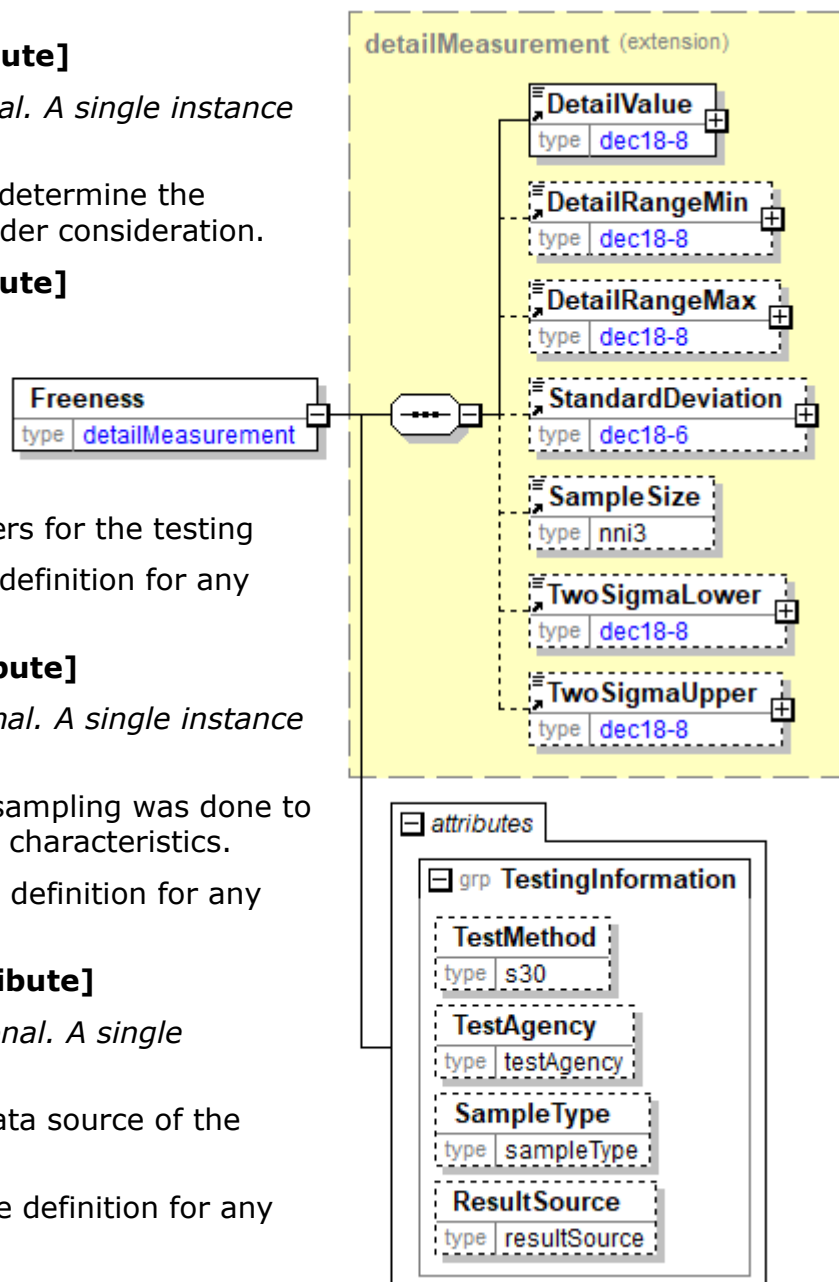 ute]
al. A single instance
determine the
der consideration.
ute]
ers for the testing
definition for any
bute]
nal. A single instance
sampling was done to
characteristics.
definition for any
ibute]
onal. A single
ata source of the
e definition for any
Freeness
type detailMeasurement
detailMeasurement (extension)
DetailValue
type dec18-8
DetailRangeMin
type dec18-8
DetailRangeMax
type dec18-8
StandardDeviation
type dec18-6
SampleSize
type nni3
TwoSigmaLower
type dec18-8
TwoSigmaUpper
type dec18-8
attributes
grp TestingInformation
TestMethod
type s30
TestAgency
type testAgency
SampleType
type sampleType
ResultSource
type resultSource